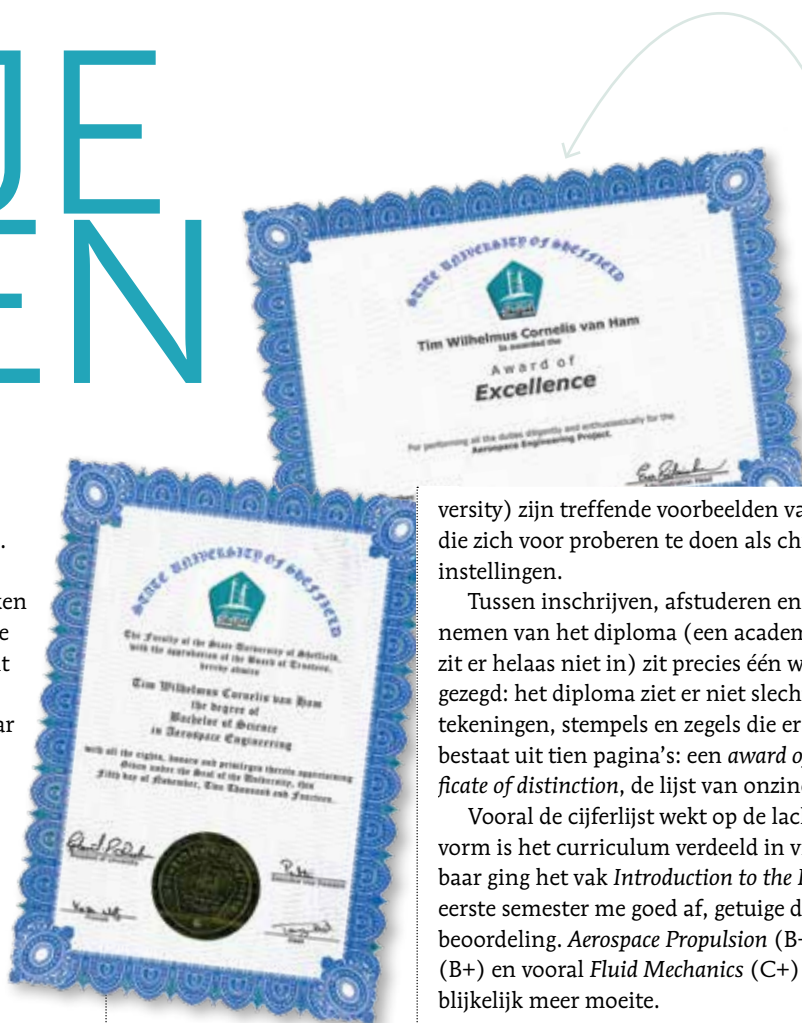 JE
EN
STATE UNIVERSITY OF SHEFFIELD
Tim Wilhelmus Cornelis van Ham
Is awarded the
Award of
Excellence
For performing all the duties diligently and enthusiastically for the
Aerospace Engineering Project.
STATE UNIVERSITY OF SHEFFIELD
The Faculty of the State University of Sheffield,
with the approbation of the Board of Trustees,
hereby admits
Tim Wilhelmus Cornelis van Ham
the degree of
Bachelor of Science
in Aerospace Engineering
with all the rights, honors and privileges thereto appertaining
Given under the Seal of the University, this
Fifth day of November, Two Thousand and Fourteen.
.
en
e
t
ar
versity) zijn treffende voorbeelden va
die zich voor proberen te doen als ch
instellingen.
Tussen inschrijven, afstuderen en
nemen van het diploma (een academ
zit er helaas niet in) zit precies één w
gezegd: het diploma ziet er niet slech
tekeningen, stempels en zegels die er
bestaat uit tien pagina's: een award o
ficate of distinction, de lijst van onzin
Vooral de cijferlijst wekt op de lach
vorm is het curriculum verdeeld in v
baar ging het vak Introduction to the
eerste semester me goed af, getuige d
beoordeling. Aerospace Propulsion (B
(B+) en vooral Fluid Mechanics (C+)
blijkelijk meer moeite.